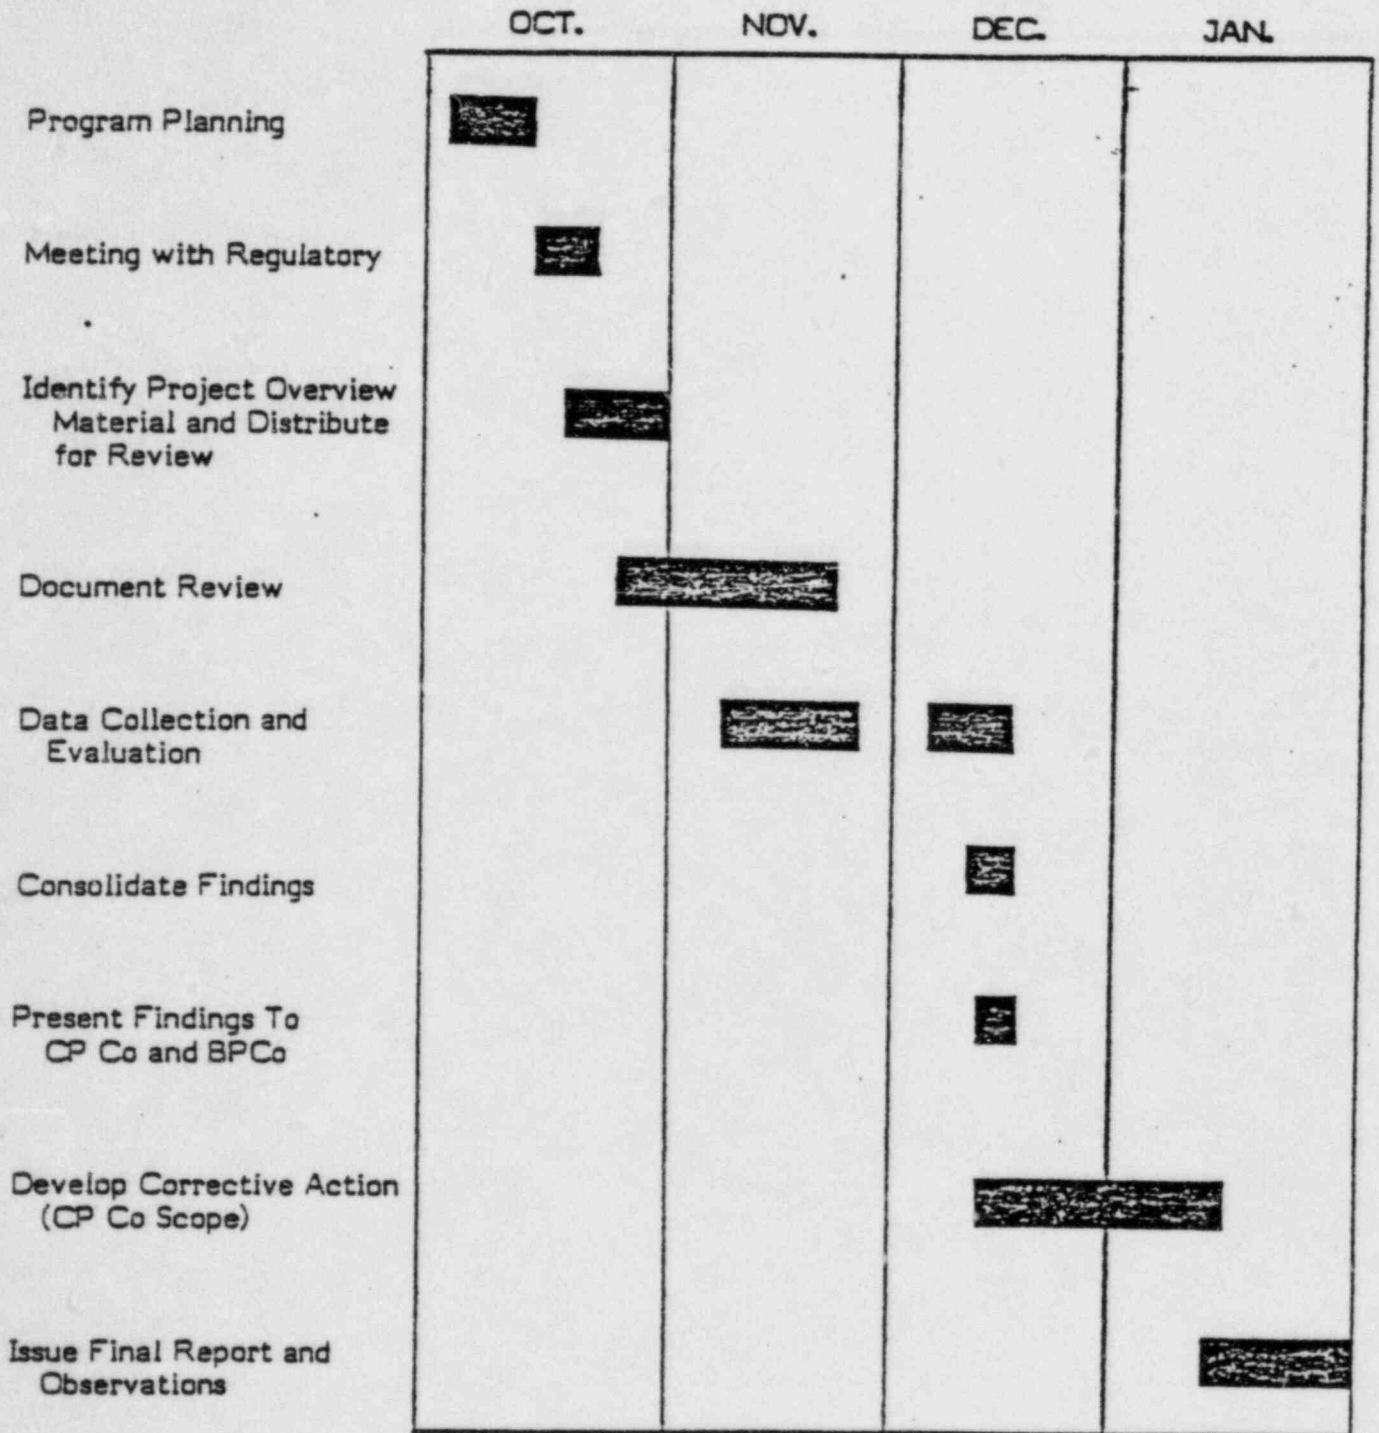 OCT. NOV. DEC. JAN.
Program Planning
Meeting with Regulatory
Identify Project Overview
Material and Distribute
for Review
Document Review
Data Collection and
Evaluation
Consolidate Findings
Present Findings To
CP Co and BPCo
Develop Corrective Action
(CP Co Scope)
Issue Final Report and
Observations